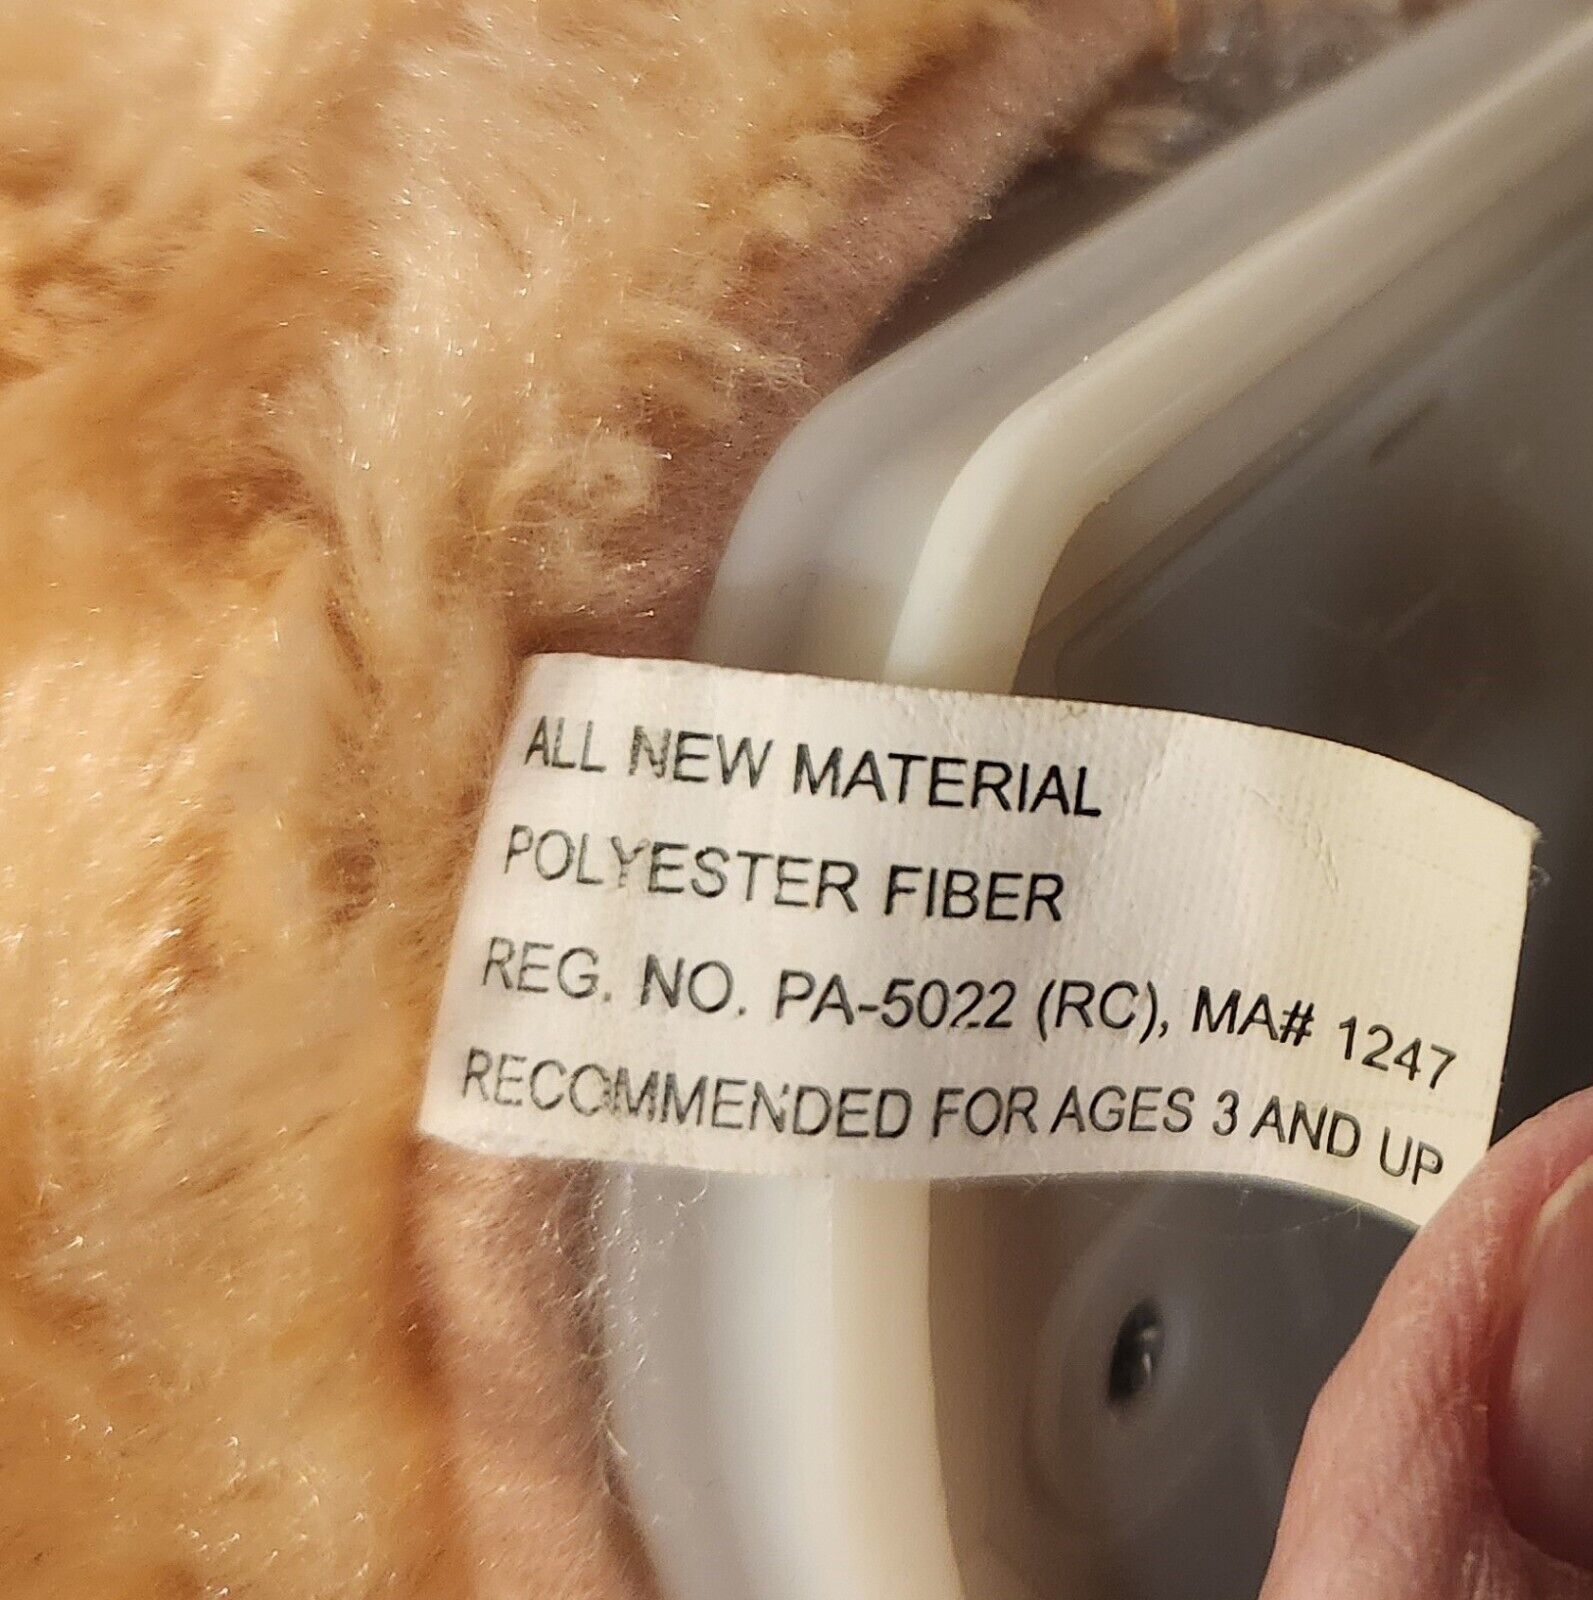 ALL NEW MATERIAL
POLYESTER FIBER
REG. NO. PA-5022 (RC), MA# 1247
RECOMMENDED FOR AGES 3 AND UP